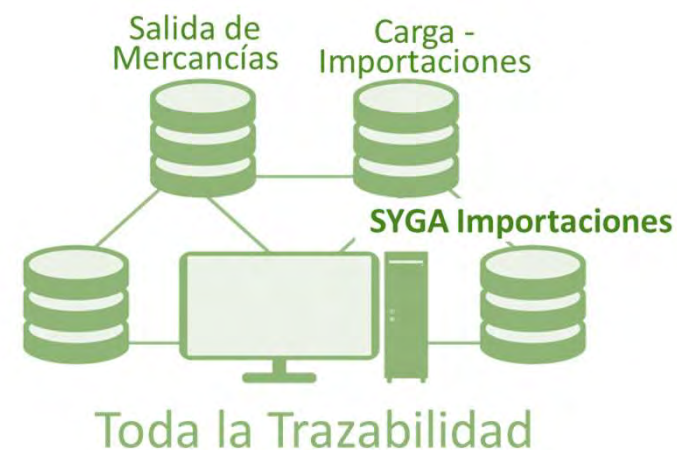 Salida de
Mercancías
Carga -
Importaciones
SYGA Importaciones
Toda la Trazabilidad